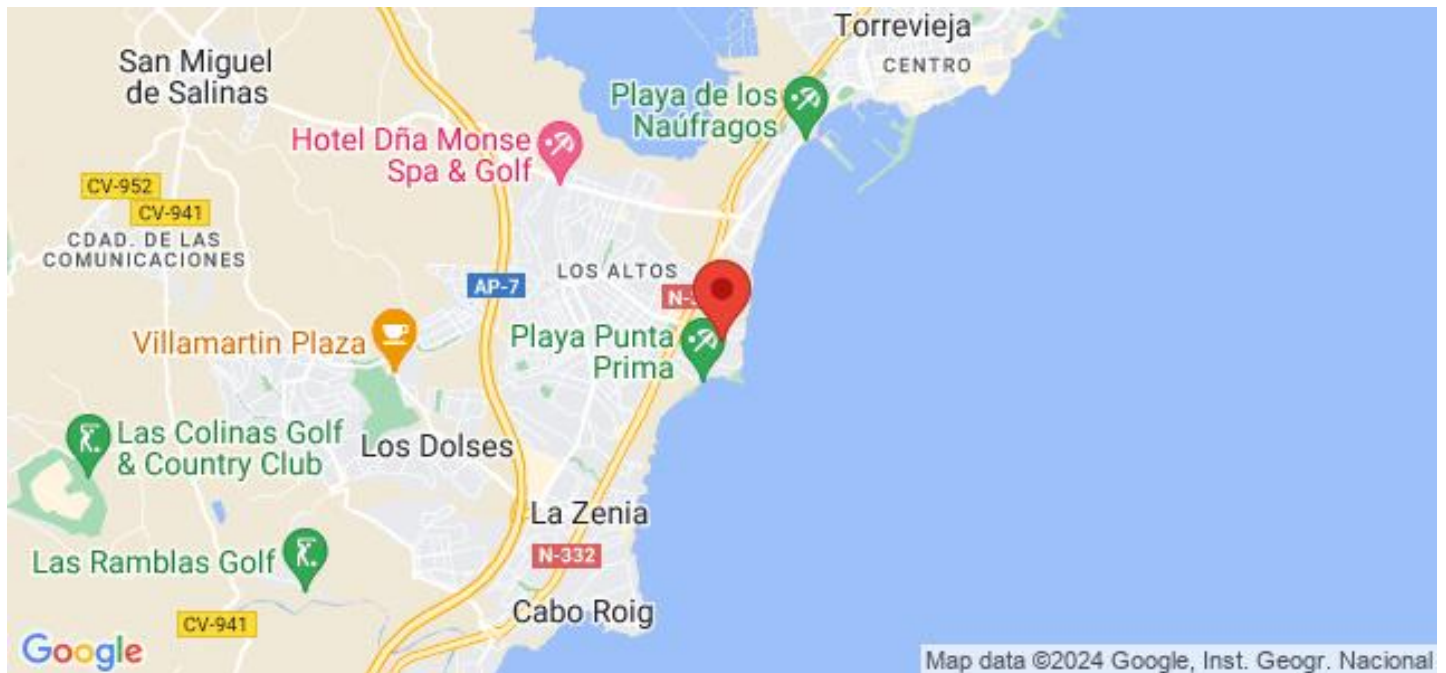 Torrevieja
CENTRO
San Miguel
de Salinas
Playa de los
Naúfragos
Hotel Dña Monse
Spa & Golf
CV-952
CV-941
CDAD. DE LAS
COMUNICACIONES
LOS ALTOS
AP-7
Villamartin Plaza
Playa Punta
Prima
Las Colinas Golf
& Country Club
Los Dolses
La Zenia
Las Ramblas Golf
N-332
Cabo Roig
CV-941
Google
Map data ©2024 Google, Inst. Geogr. Nacional